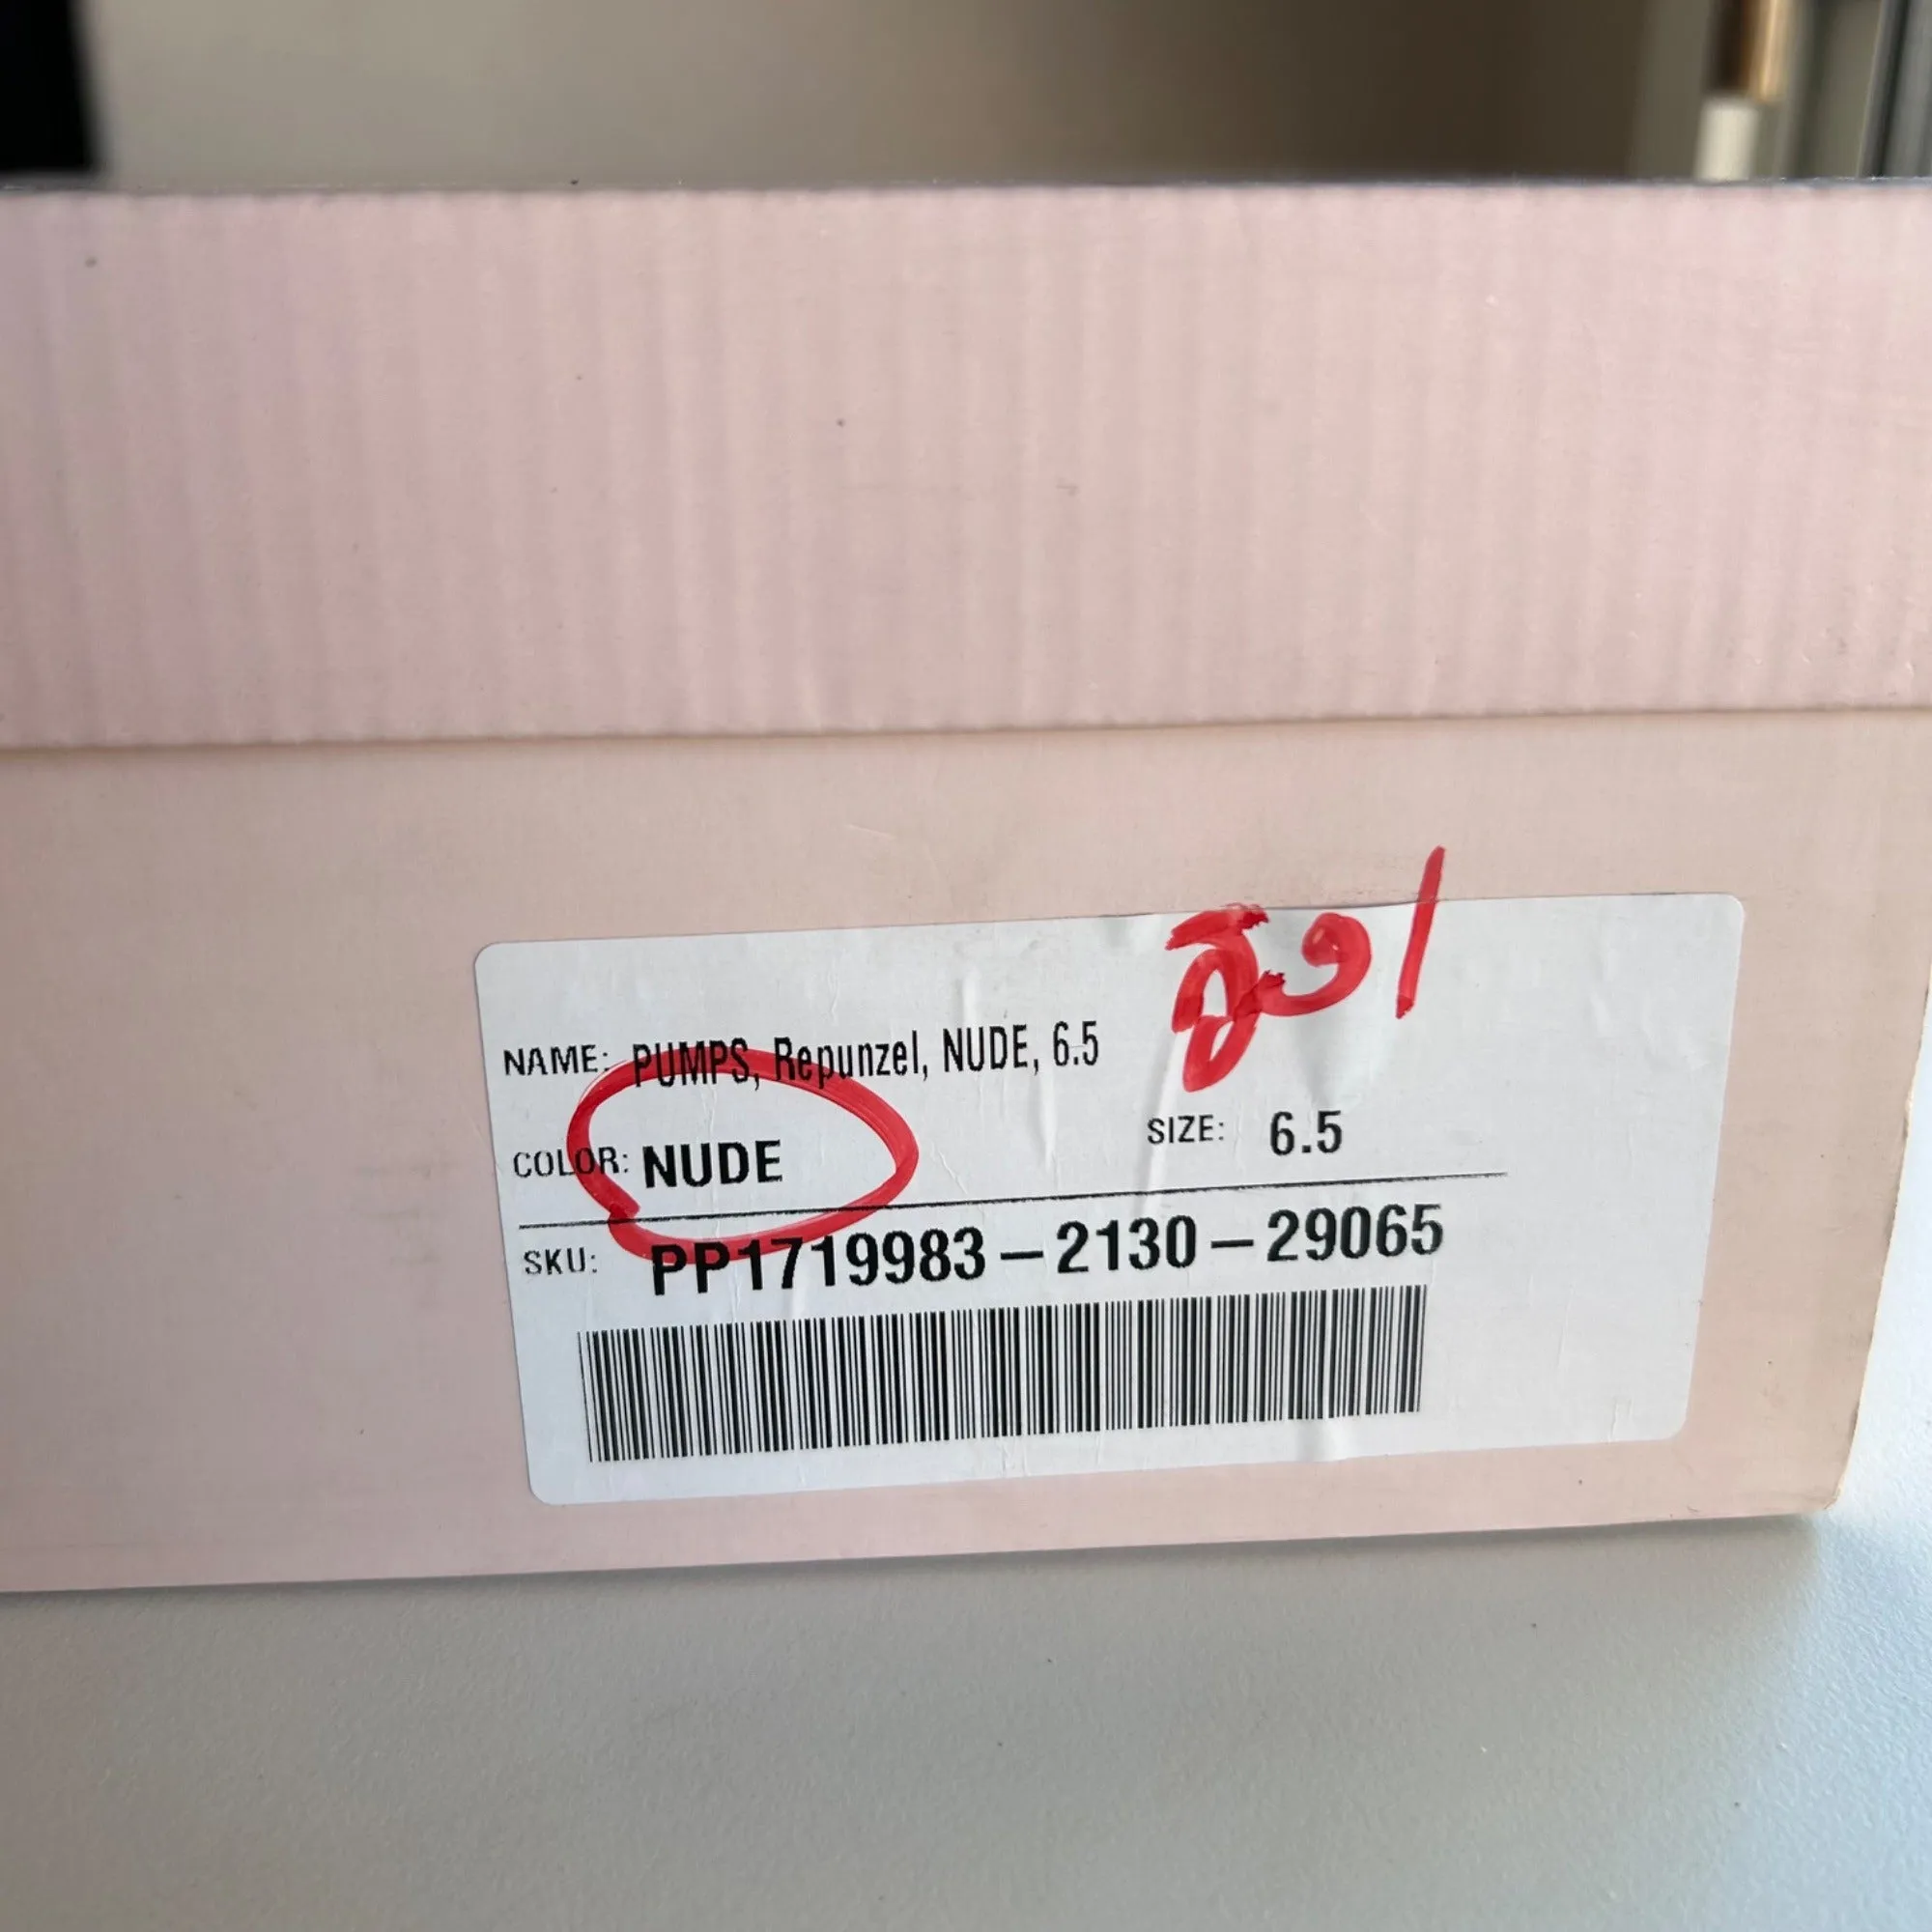 NAME: PUMPS, Repunzel, NUDE, 6.5
COLOR: NUDE SIZE: 6.5
SKU: PP1719983-2130-29065